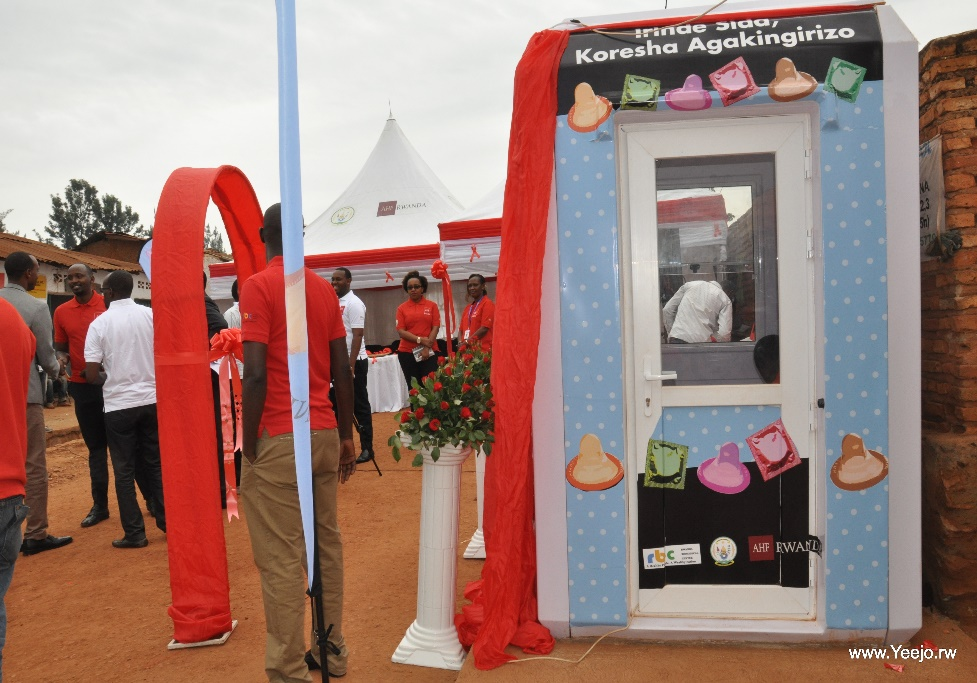 Irinde Sida,
Koresha Agakingirizo
AHF RWANDA
rbc
AHF RWANDA
www.Yeejo.rw